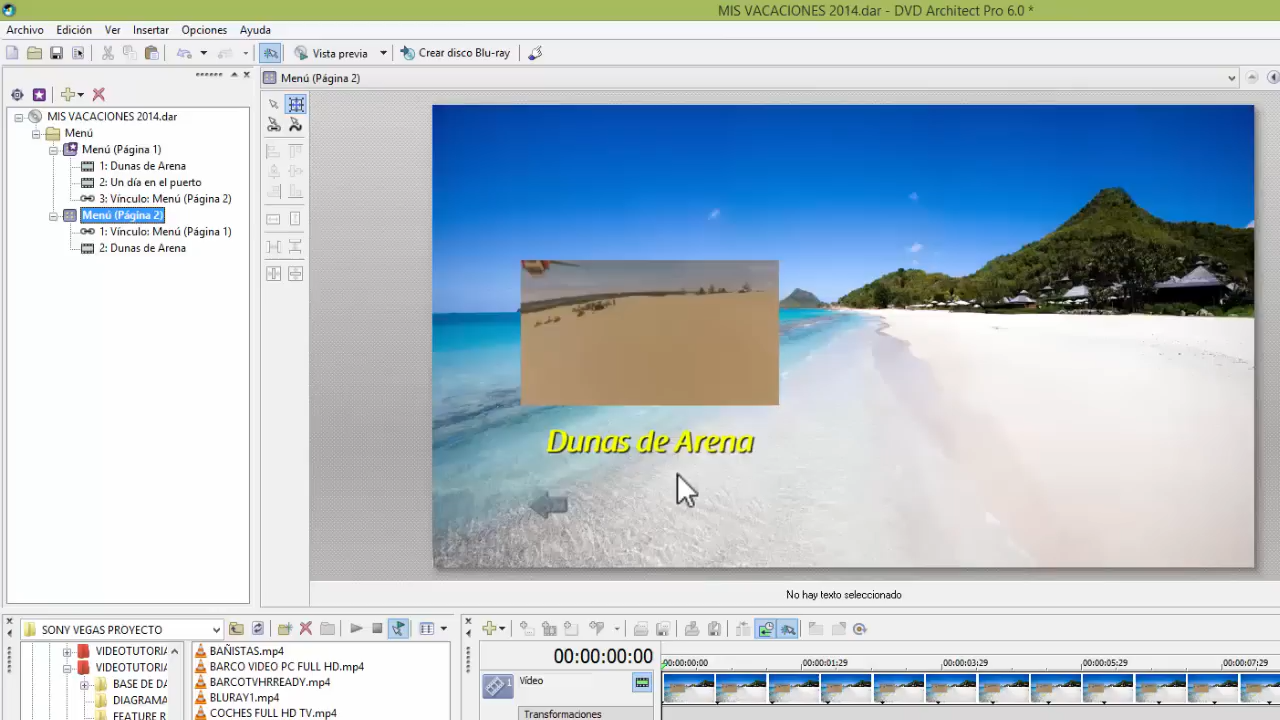 MIS VACACIONES 2014.dar - DVD Architect Pro 6.0 *
Archivo Edición Ver Insertar Opciones Ayuda
Vista previa Crear disco Blu-ray
Menú (Página 2)
MIS VACACIONES 2014.dar
Menú
Menú (Página 1)
1: Dunas de Arena
2: Un día en el puerto
3: Vínculo: Menú (Página 2)
Menú (Página 2)
1: Vínculo: Menú (Página 1)
2: Dunas de Arena
Dunas de Arena
No hay texto seleccionado
SONY VEGAS PROYECTO
VIDEOTUTORIA
VIDEOTUTORIA
BASE DE DA
DIAGRAMA
FEATURE R
BAÑISTAS.mp4
BARCO VIDEO PC FULL HD.mp4
BARCOTVHRREADY.mp4
BLURAY1.mp4
COCHES FULL HD TV.mp4
00:00:00:00
00:00:00:00 00:00:01:29 00:00:03:29 00:00:05:29 00:00:07:29
1 Vídeo
Transformaciones